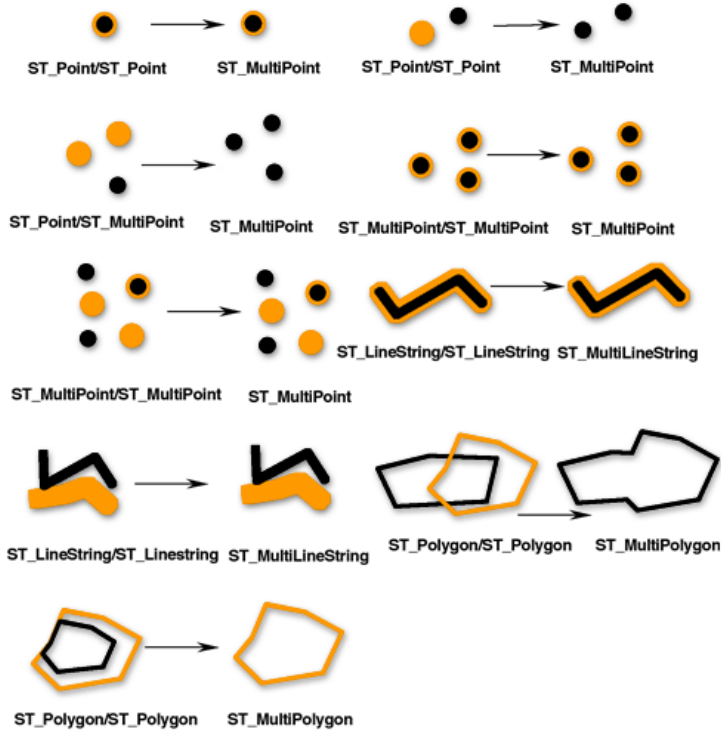 ST_Point/ST_Point
ST_MultiPoint
ST_Point/ST_Point
ST_MultiPoint
ST_Point/ST_MultiPoint
ST_MultiPoint
ST_MultiPoint/ST_MultiPoint
ST_MultiPoint
ST_MultiPoint/ST_MultiPoint
ST_MultiPoint
ST_LineString/ST_LineString
ST_MultiLineString
ST_LineString/ST_Linestring
ST_MultiLineString
ST_Polygon/ST_Polygon
ST_MultiPolygon
ST_Polygon/ST_Polygon
ST_MultiPolygon